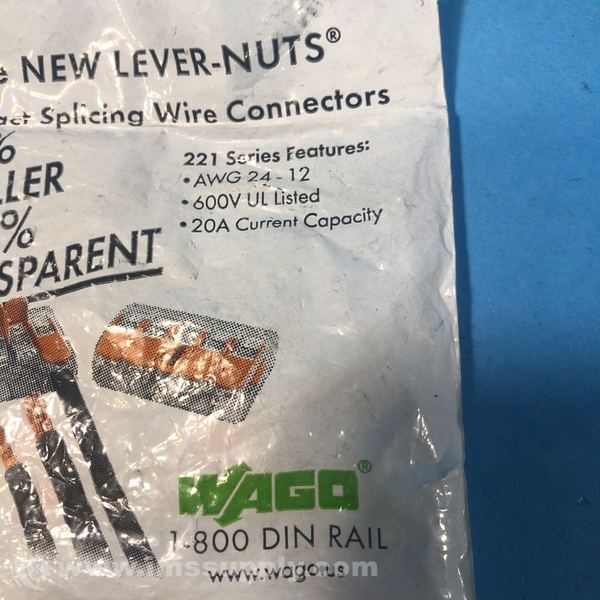 NEW LEVER-NUTS®
Splicing Wire Connectors
%
LLER
%
SPARENT
221 Series Features:
• AWG 24 - 12
• 600V UL Listed
• 20A Current Capacity
WAGO®
1-800 DIN RAIL
www.wago.us